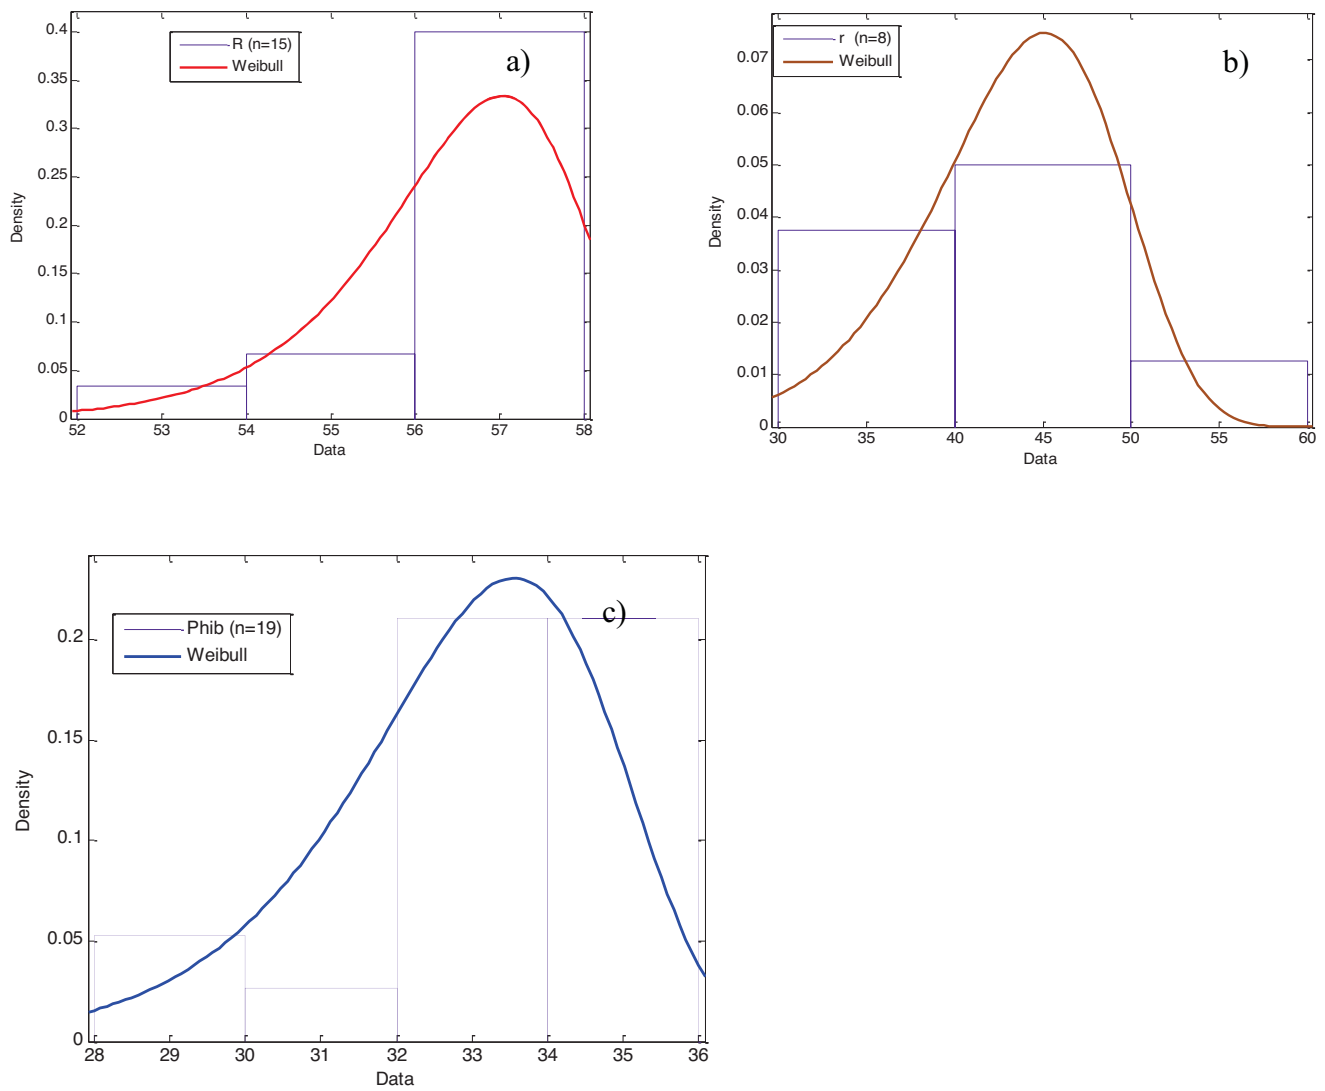 0.4
0.35
0.3
0.25
0.2
0.15
0.1
0.05
0
Density
R (n=15)
Weibull
a)
52 53 54 55 56 57 58
Data
0.07
0.06
0.05
0.04
0.03
0.02
0.01
0
Density
r (n=8)
Weibull
b)
30 35 40 45 50 55 60
Data
0.2
0.15
0.1
0.05
0
Density
Phib (n=19)
Weibull
c)
28 29 30 31 32 33 34 35 36
Data